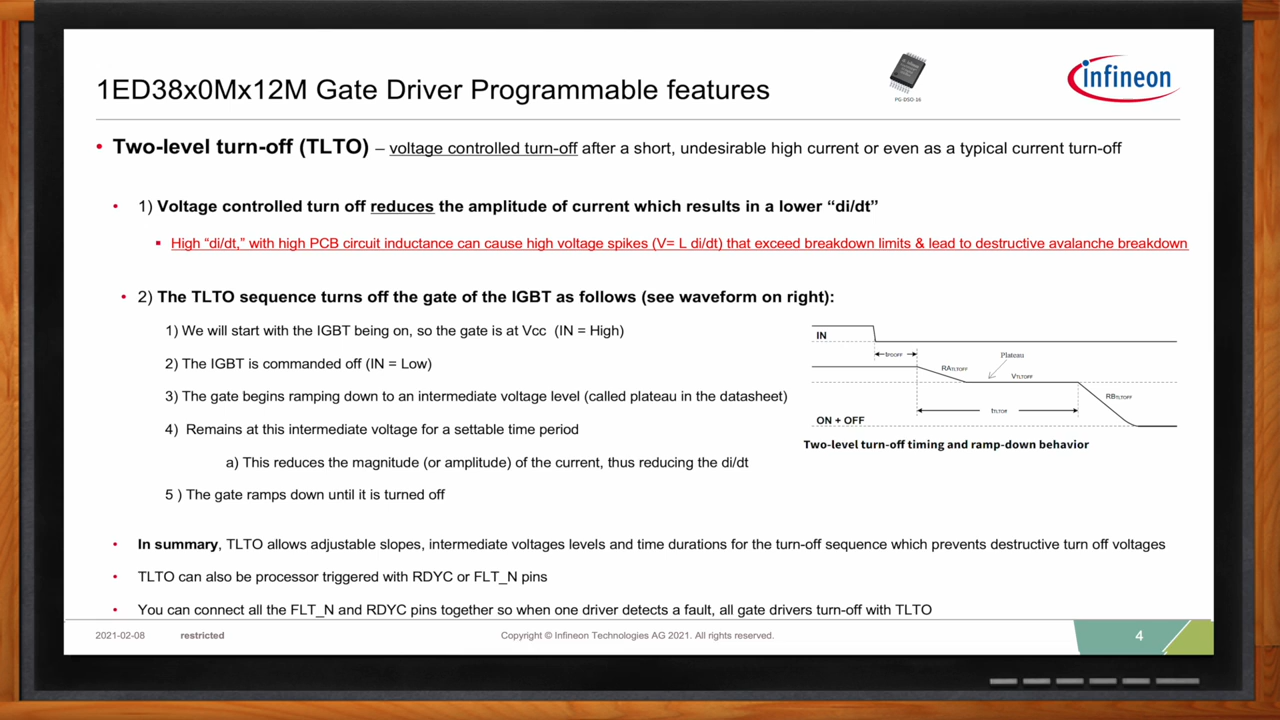 1ED38x0Mx12M Gate Driver Programmable features
PG-DSO-16
infineon
• Two-level turn-off (TLTO) – voltage controlled turn-off after a short, undesirable high current or even as a typical current turn-off
• 1) Voltage controlled turn off reduces the amplitude of current which results in a lower “di/dt”
▪ High “di/dt,” with high PCB circuit inductance can cause high voltage spikes (V= L di/dt) that exceed breakdown limits & lead to destructive avalanche breakdown
• 2) The TLTO sequence turns off the gate of the IGBT as follows (see waveform on right):
1) We will start with the IGBT being on, so the gate is at Vcc (IN = High)
2) The IGBT is commanded off (IN = Low)
3) The gate begins ramping down to an intermediate voltage level (called plateau in the datasheet)
4) Remains at this intermediate voltage for a settable time period
a) This reduces the magnitude (or amplitude) of the current, thus reducing the di/dt
5 ) The gate ramps down until it is turned off
IN
tPDOFF
Plateau
RATLTOFF
VTLTOFF
RBTLTOFF
ON + OFF
Two-level turn-off timing and ramp-down behavior
• In summary, TLTO allows adjustable slopes, intermediate voltages levels and time durations for the turn-off sequence which prevents destructive turn off voltages
• TLTO can also be processor triggered with RDYC or FLT_N pins
• You can connect all the FLT_N and RDYC pins together so when one driver detects a fault, all gate drivers turn-off with TLTO
2021-02-08 restricted Copyright © Infineon Technologies AG 2021. All rights reserved. 4